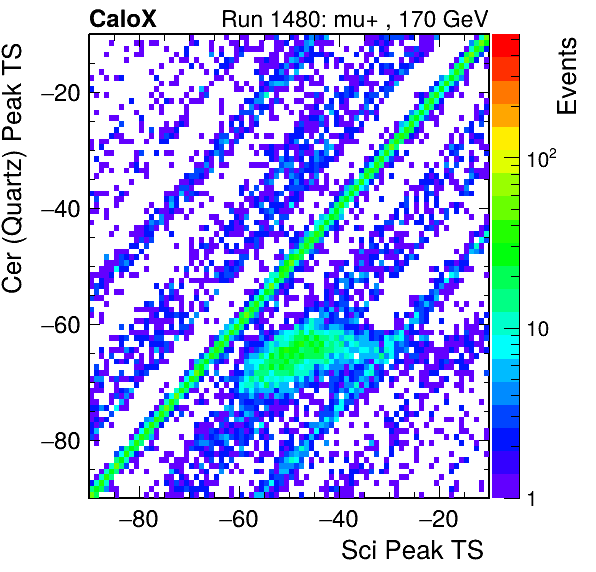 CaloX Run 1480: mu+ , 170 GeV
Cer (Quartz) Peak TS
−20
−40
−60
−80
−80 −60 −40 −20
Sci Peak TS
Events
10²
10
1